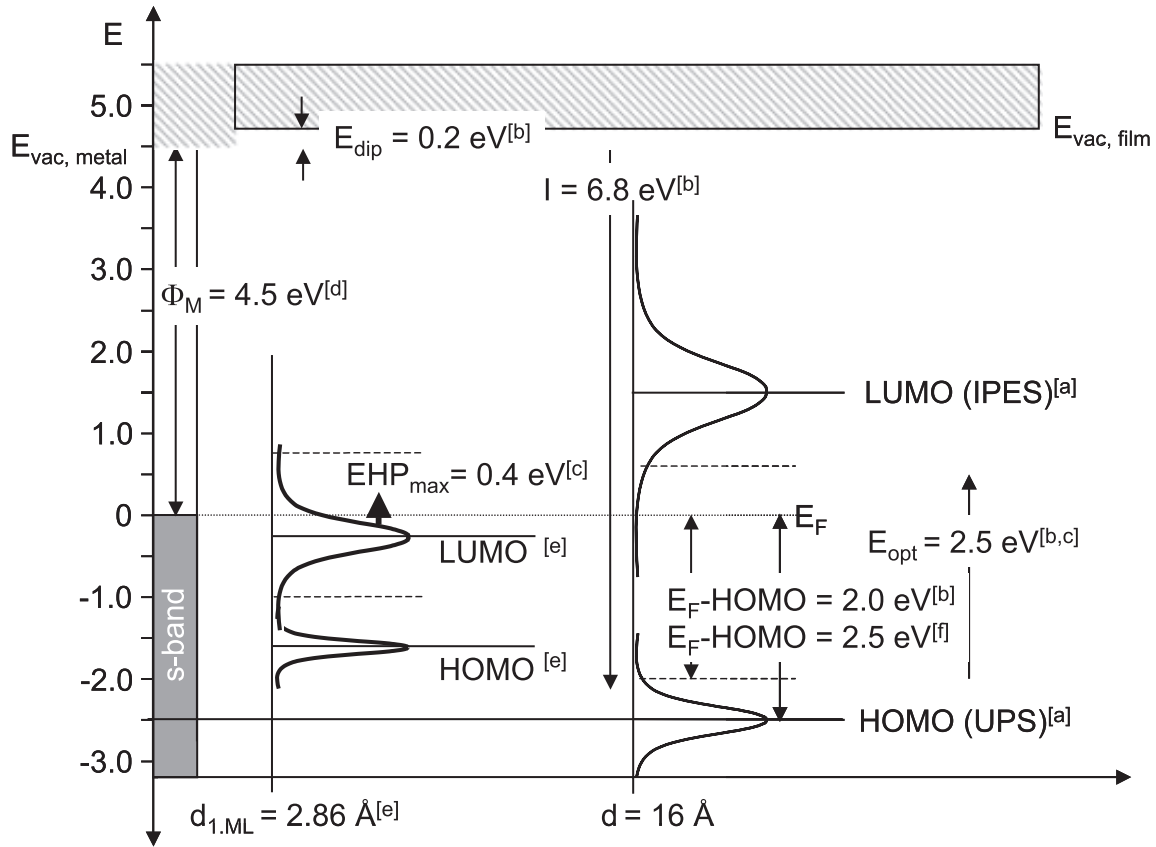 E
5.0
E_dip = 0.2 eV[b]
E_vac, film
E_vac, metal
4.0
I = 6.8 eV[b]
3.0
Φ_M = 4.5 eV[d]
2.0
LUMO (IPES)[a]
1.0
EHP_max = 0.4 eV[c]
0
E_F
LUMO [e]
E_opt = 2.5 eV[b,c]
-1.0
E_F-HOMO = 2.0 eV[b]
s-band
E_F-HOMO = 2.5 eV[f]
HOMO [e]
-2.0
HOMO (UPS)[a]
-3.0
d_1.ML = 2.86 Å[e]
d = 16 Å